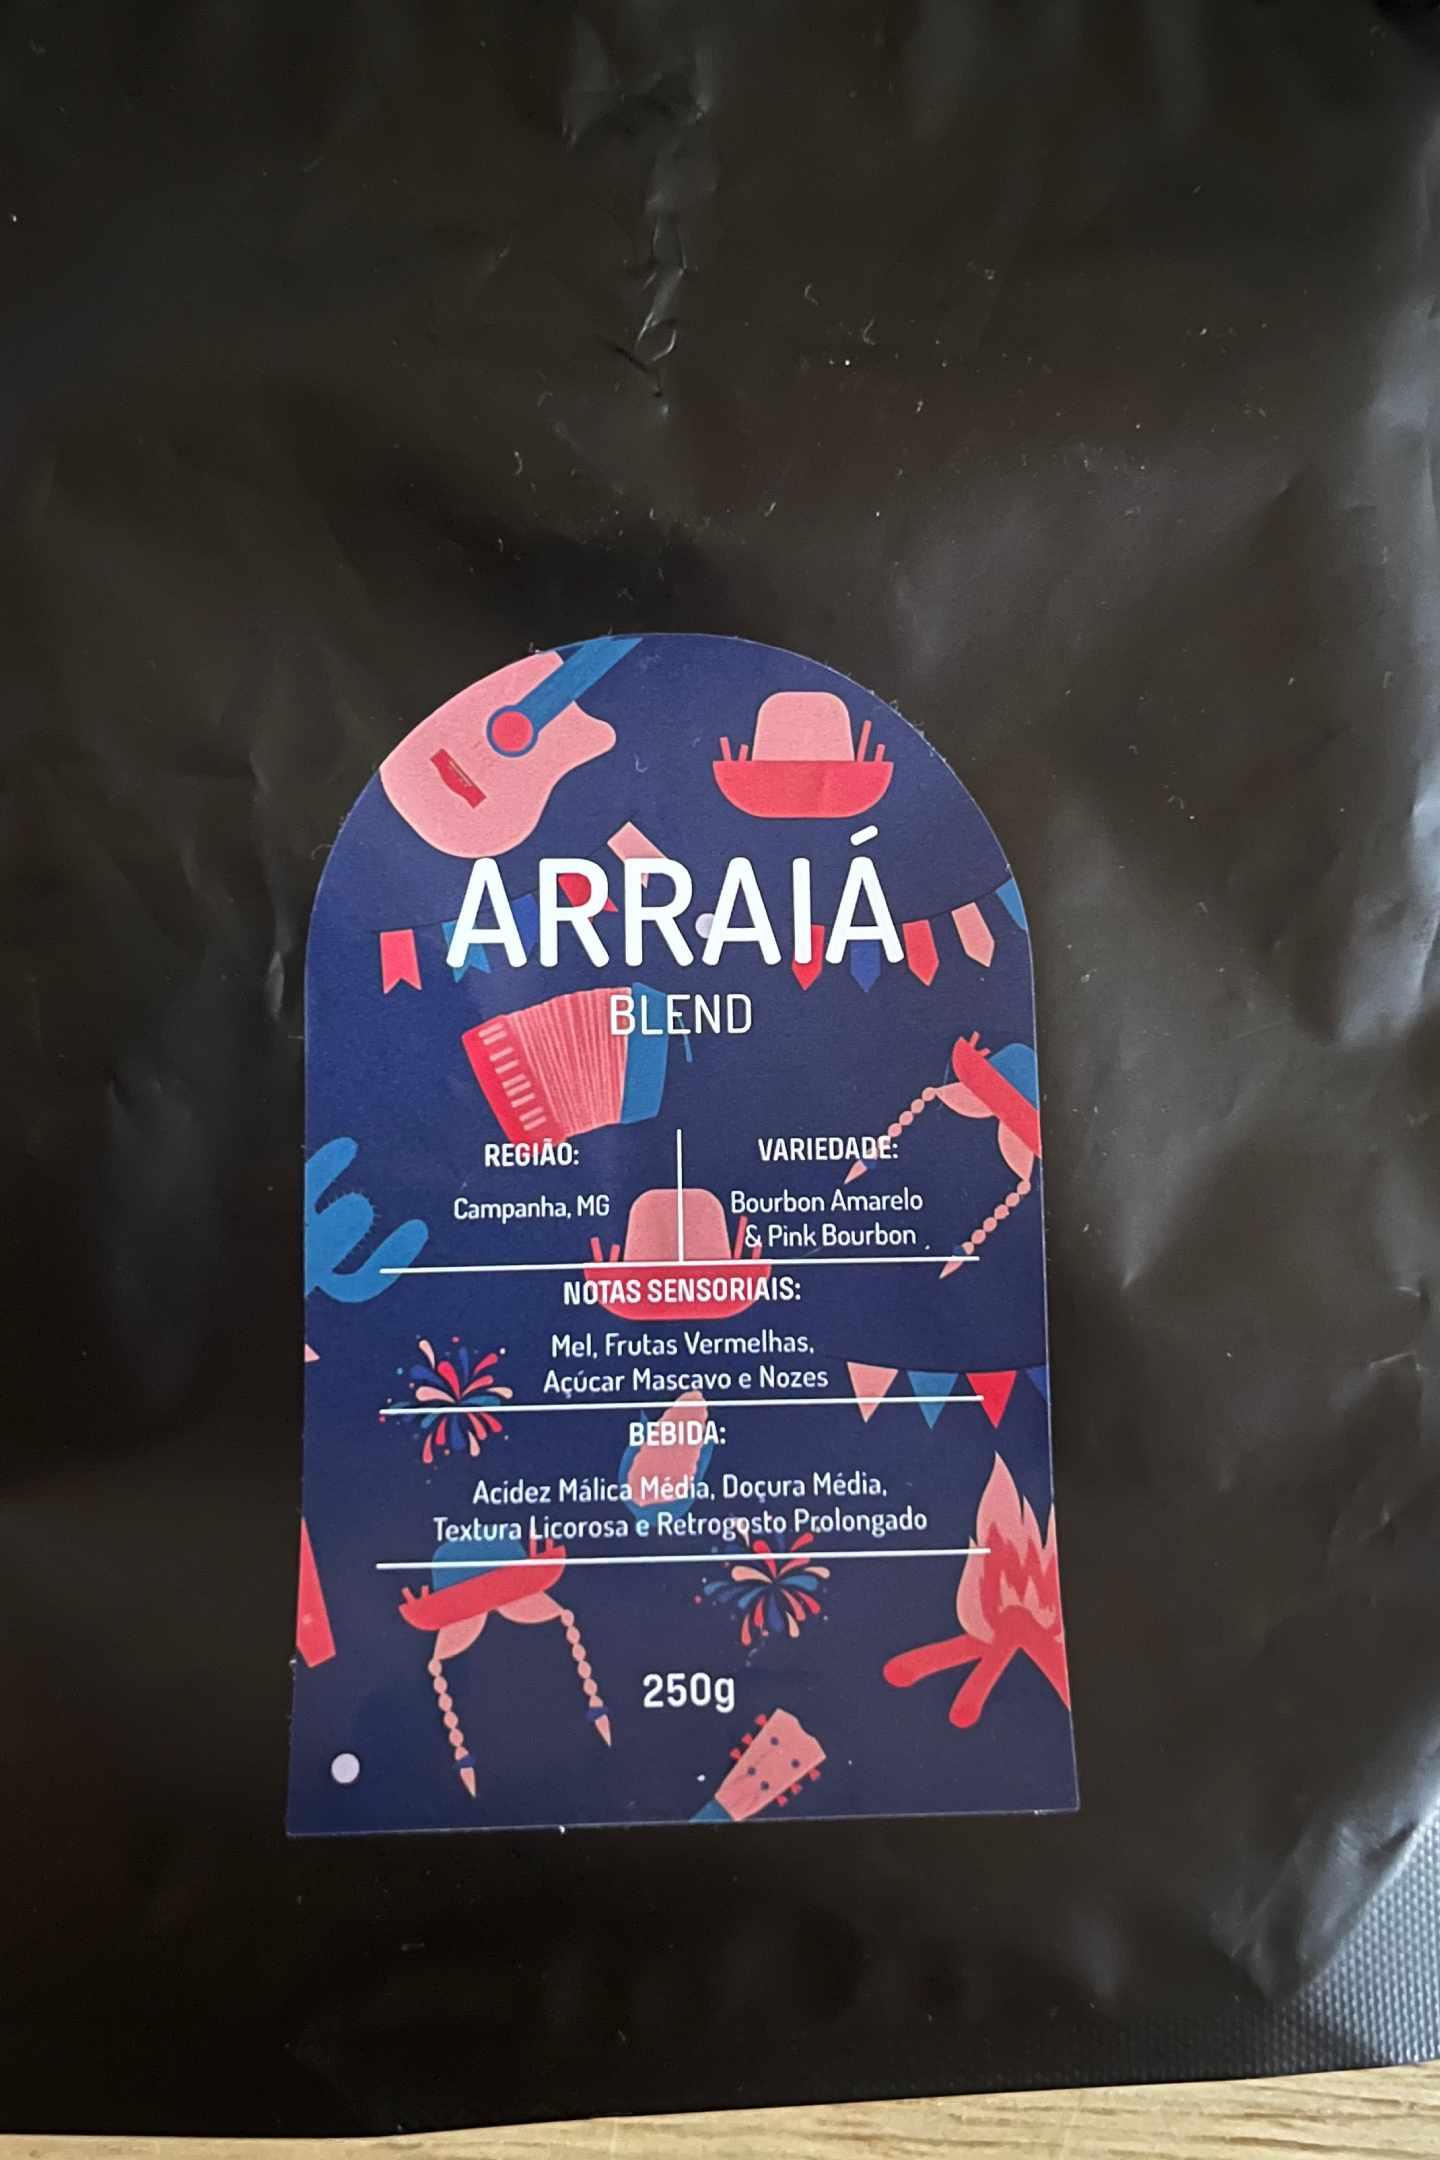 ARRAIÁ
BLEND
REGIÃO:
Campanha, MG
VARIEDADE:
Bourbon Amarelo
& Pink Bourbon
NOTAS SENSORIAIS:
Mel, Frutas Vermelhas,
Açúcar Mascavo e Nozes
BEBIDA:
Acidez Málica Média, Doçura Média,
Textura Licorosa e Retrogosto Prolongado
250g